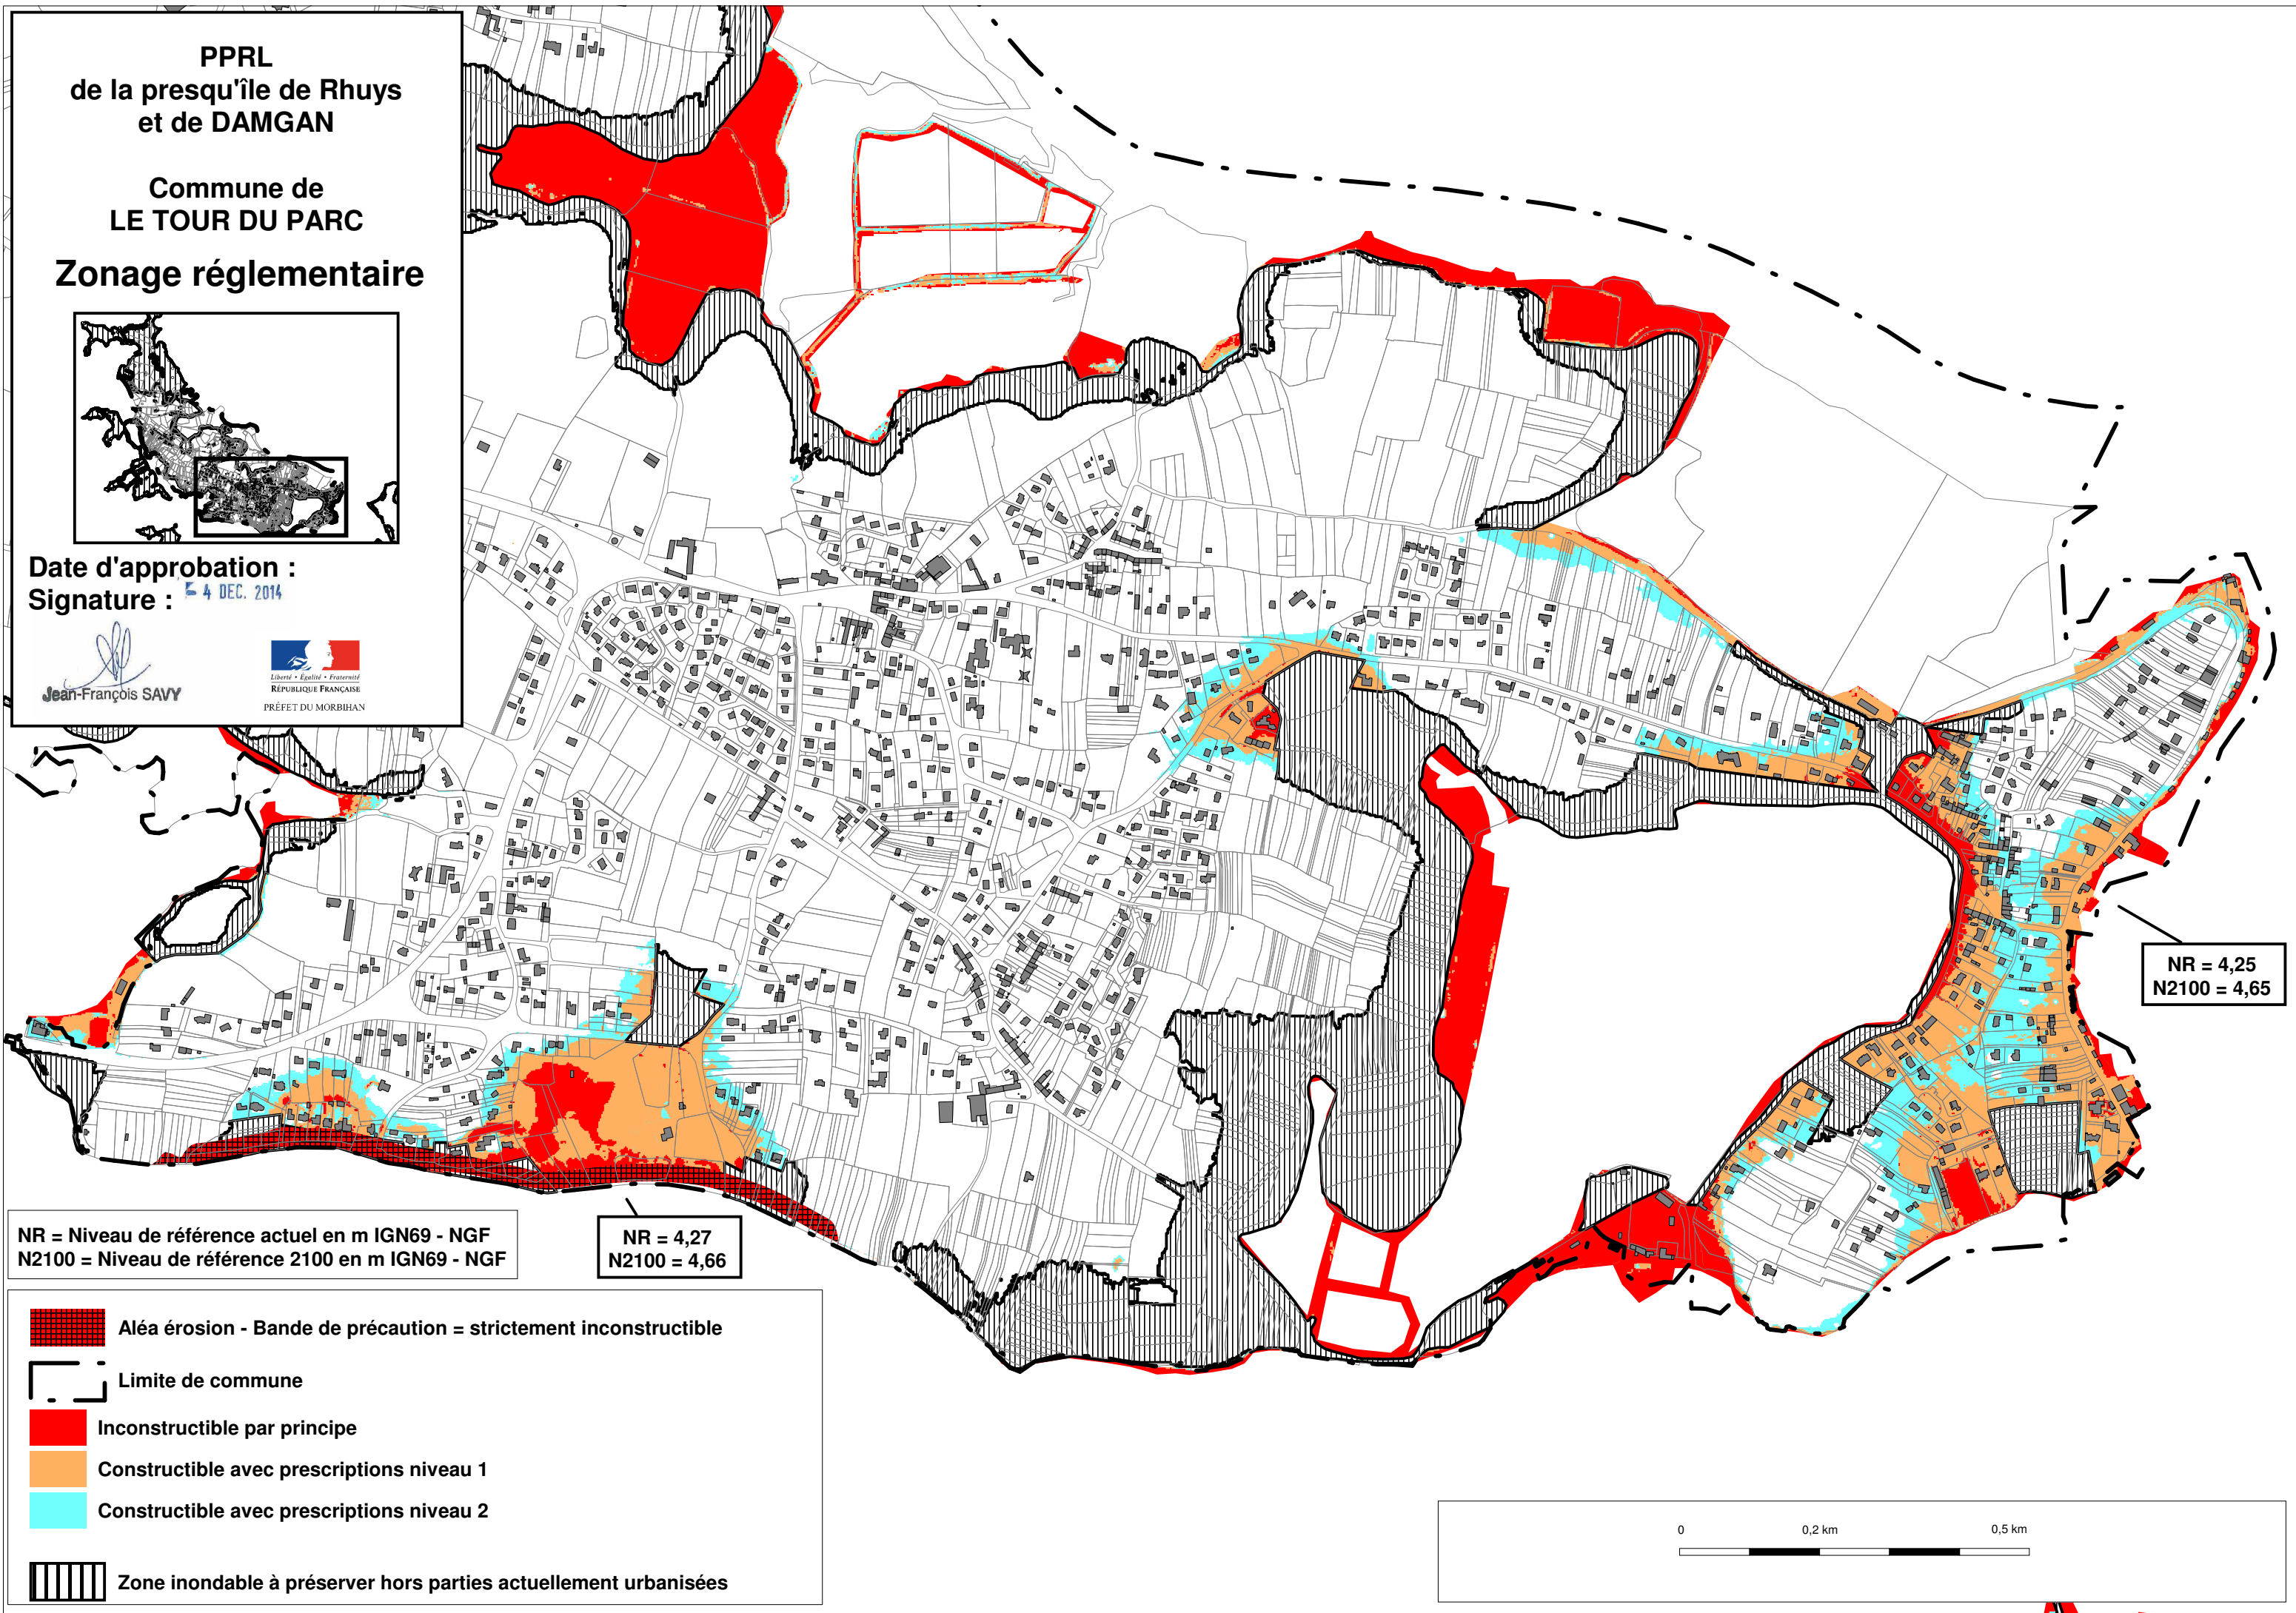 PPRL
de la presqu'île de Rhuys
et de DAMGAN
Commune de
LE TOUR DU PARC
Zonage réglementaire
Date d'approbation :
Signature :
4 DEC. 2014
Jean-François SAVY
Liberté • Égalité • Fraternité
RÉPUBLIQUE FRANÇAISE
PRÉFET DU MORBIHAN
NR = 4,25
N2100 = 4,65
NR = 4,27
N2100 = 4,66
NR = Niveau de référence actuel en m IGN69 - NGF
N2100 = Niveau de référence 2100 en m IGN69 - NGF
Aléa érosion - Bande de précaution = strictement inconstructible
Limite de commune
Inconstructible par principe
Constructible avec prescriptions niveau 1
Constructible avec prescriptions niveau 2
Zone inondable à préserver hors parties actuellement urbanisées
0 0,2 km 0,5 km